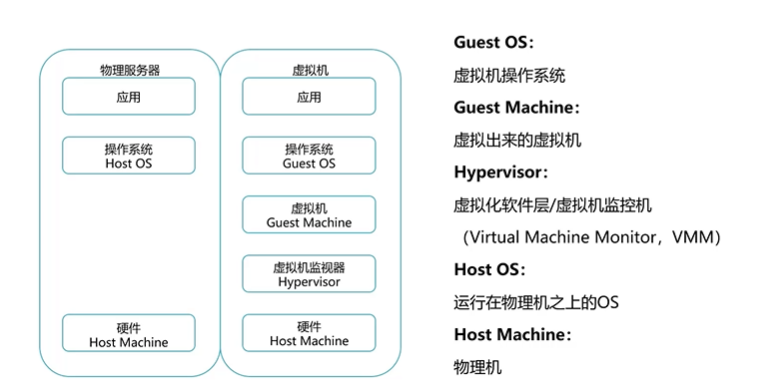 物理服务器
应用
操作系统
Host OS
硬件
Host Machine
虚拟机
应用
操作系统
Guest OS
虚拟机
Guest Machine
虚拟机监视器
Hypervisor
硬件
Host Machine
Guest OS：
虚拟机操作系统
Guest Machine：
虚拟出来的虚拟机
Hypervisor：
虚拟化软件层/虚拟机监控机
（Virtual Machine Monitor，VMM）
Host OS：
运行在物理机之上的OS
Host Machine：
物理机